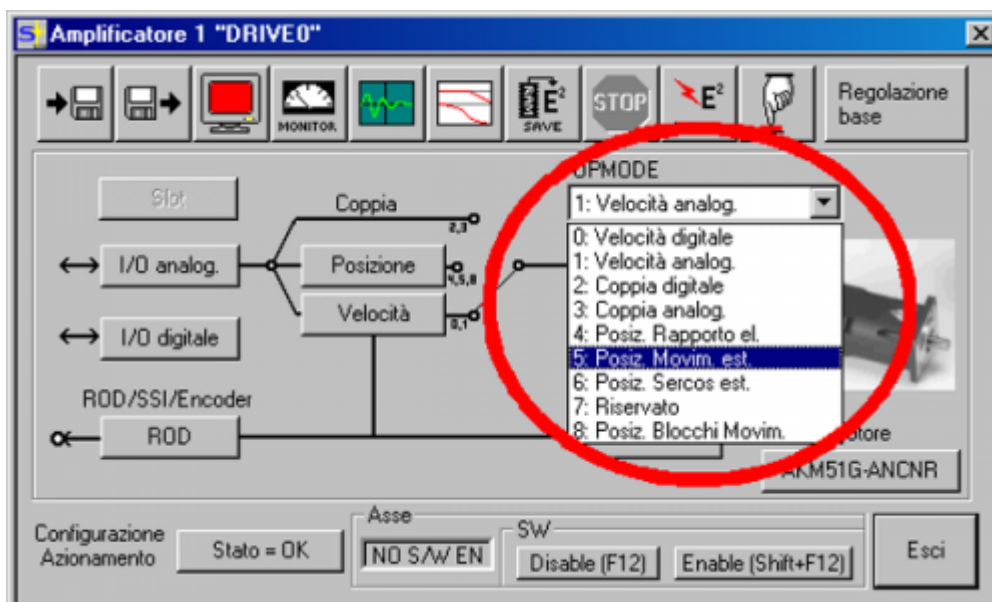 Amplificatore 1 "DRIVE0"
MONITOR
E²
SAVE
STOP
E²
Regolazione
base
OPMODE
Slot
Coppia
2,3
1: Velocità analog.
0: Velocità digitale
1: Velocità analog.
2: Coppia digitale
3: Coppia analog.
4: Posiz. Rapporto el.
5: Posiz. Movim. est.
6: Posiz. Sercos est.
7: Riservato
8: Posiz. Blocchi Movim.
I/O analog.
Posizione
4,5,8
Velocità
0,1
I/O digitale
ROD/SSI/Encoder
ROD
otore
AKM51G-ANCNR
Configurazione
Azionamento
Stato = OK
Asse
NO S/W EN
SW
Disable (F12)
Enable (Shift+F12)
Esci